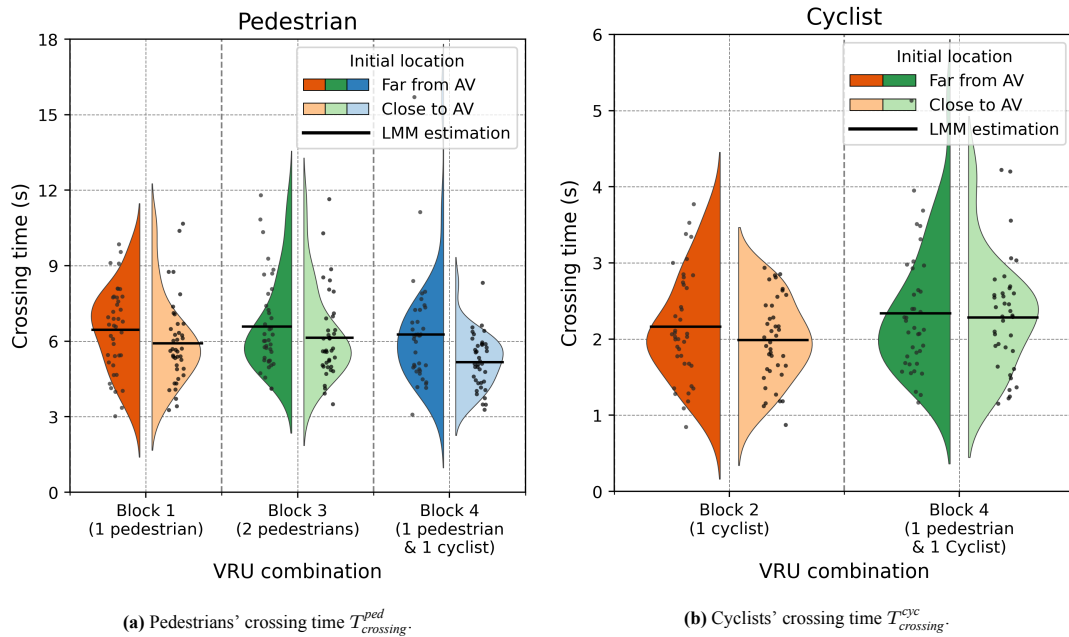 Pedestrian
18
15
12
9
6
3
0
Crossing time (s)
Initial location
Far from AV
Close to AV
LMM estimation
Block 1
(1 pedestrian)
Block 3
(2 pedestrians)
Block 4
(1 pedestrian
& 1 cyclist)
VRU combination
(a) Pedestrians' crossing time T^{ped}_{crossing}.
Cyclist
6
5
4
3
2
1
0
Crossing time (s)
Initial location
Far from AV
Close to AV
LMM estimation
Block 2
(1 cyclist)
Block 4
(1 pedestrian
& 1 Cyclist)
VRU combination
(b) Cyclists' crossing time T^{cyc}_{crossing}.